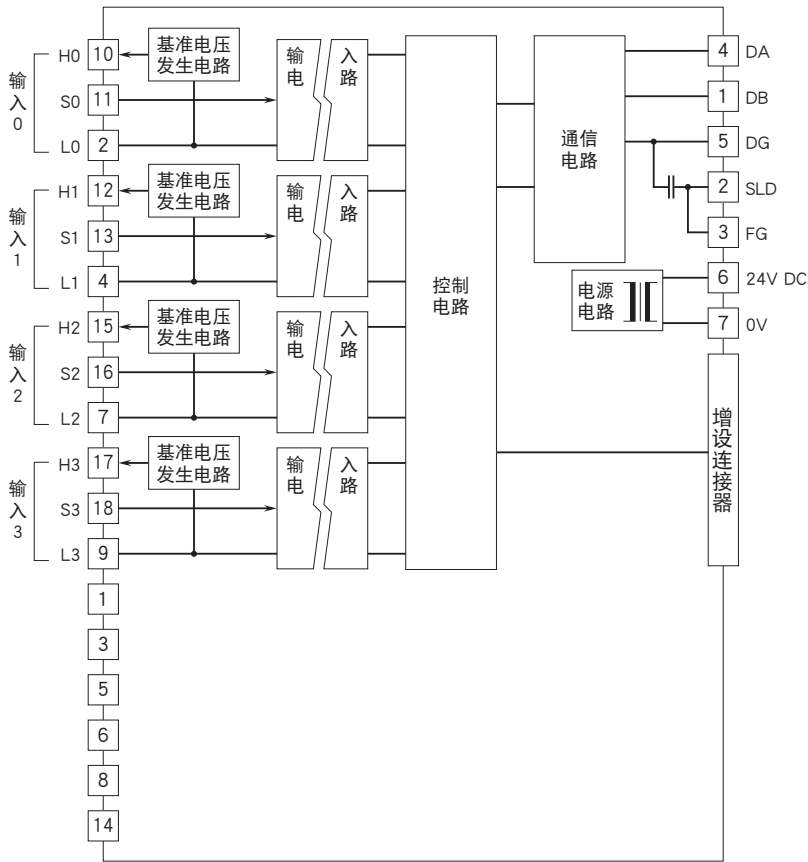 输入0
H0 10
S0 11
L0 2
基准电压
发生电路
输 入
电 路
输入1
H1 12
S1 13
L1 4
基准电压
发生电路
输 入
电 路
输入2
H2 15
S2 16
L2 7
基准电压
发生电路
输 入
电 路
输入3
H3 17
S3 18
L3 9
基准电压
发生电路
输 入
电 路
1
3
5
6
8
14
控制
电路
通信
电路
电源
电路
4 DA
1 DB
5 DG
2 SLD
3 FG
6 24V DC
7 0V
增设连接器